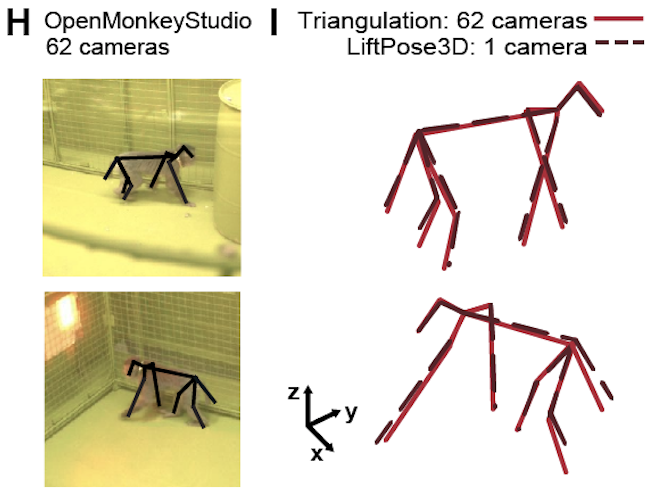 H OpenMonkeyStudio
62 cameras
I Triangulation: 62 cameras
LiftPose3D: 1 camera
z
y
x